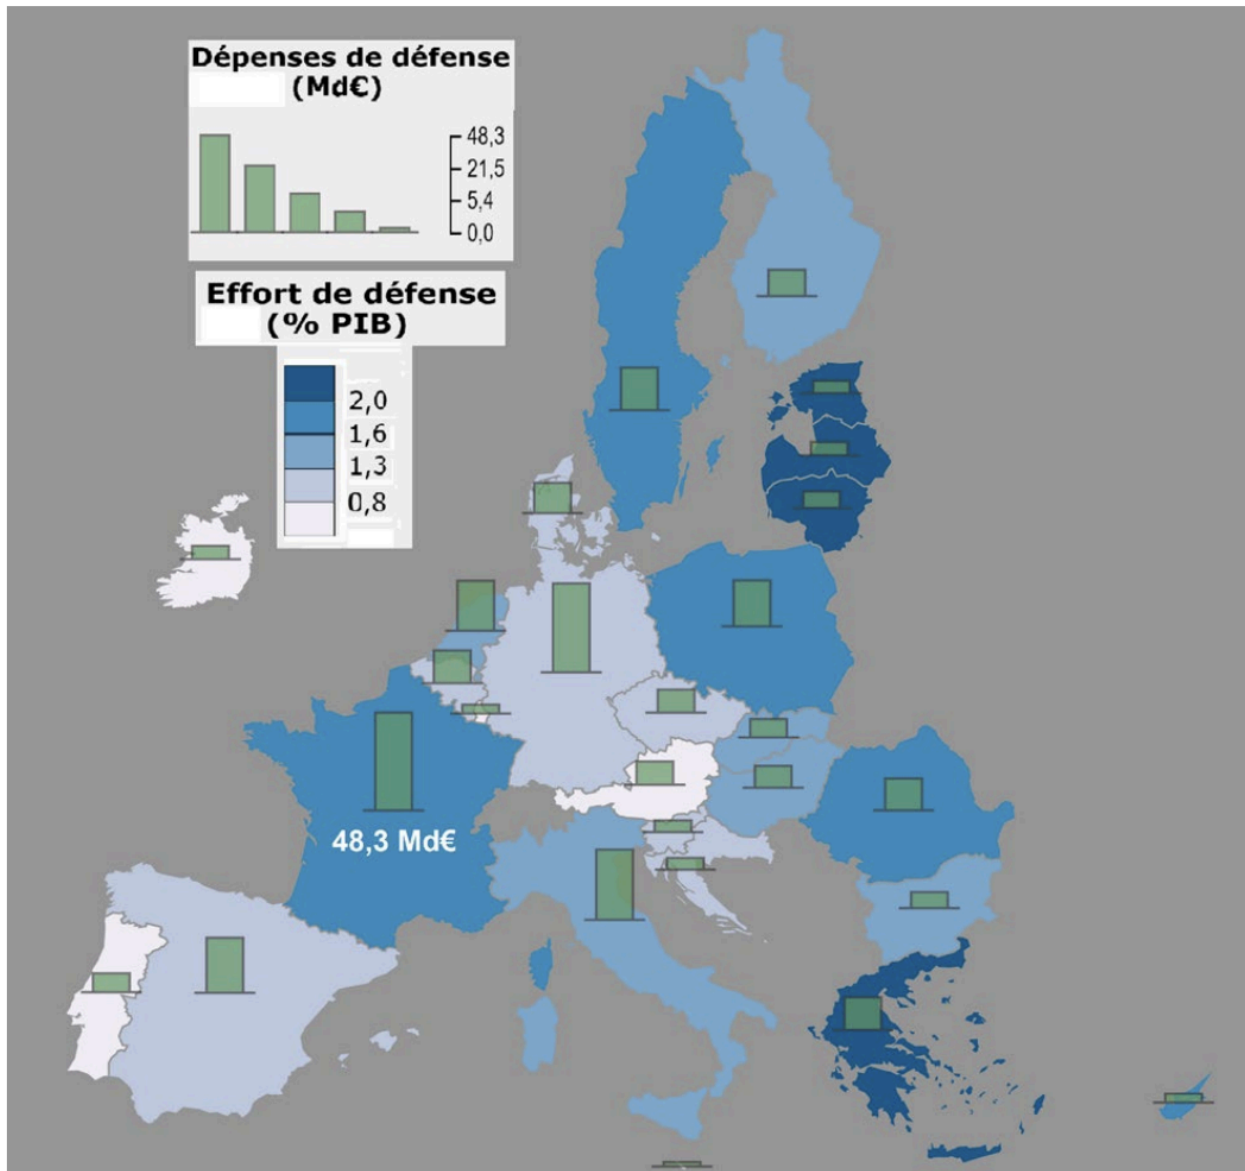 Dépenses de défense
(Md€)
48,3
21,5
5,4
0,0
Effort de défense
(% PIB)
2,0
1,6
1,3
0,8
48,3 Md€